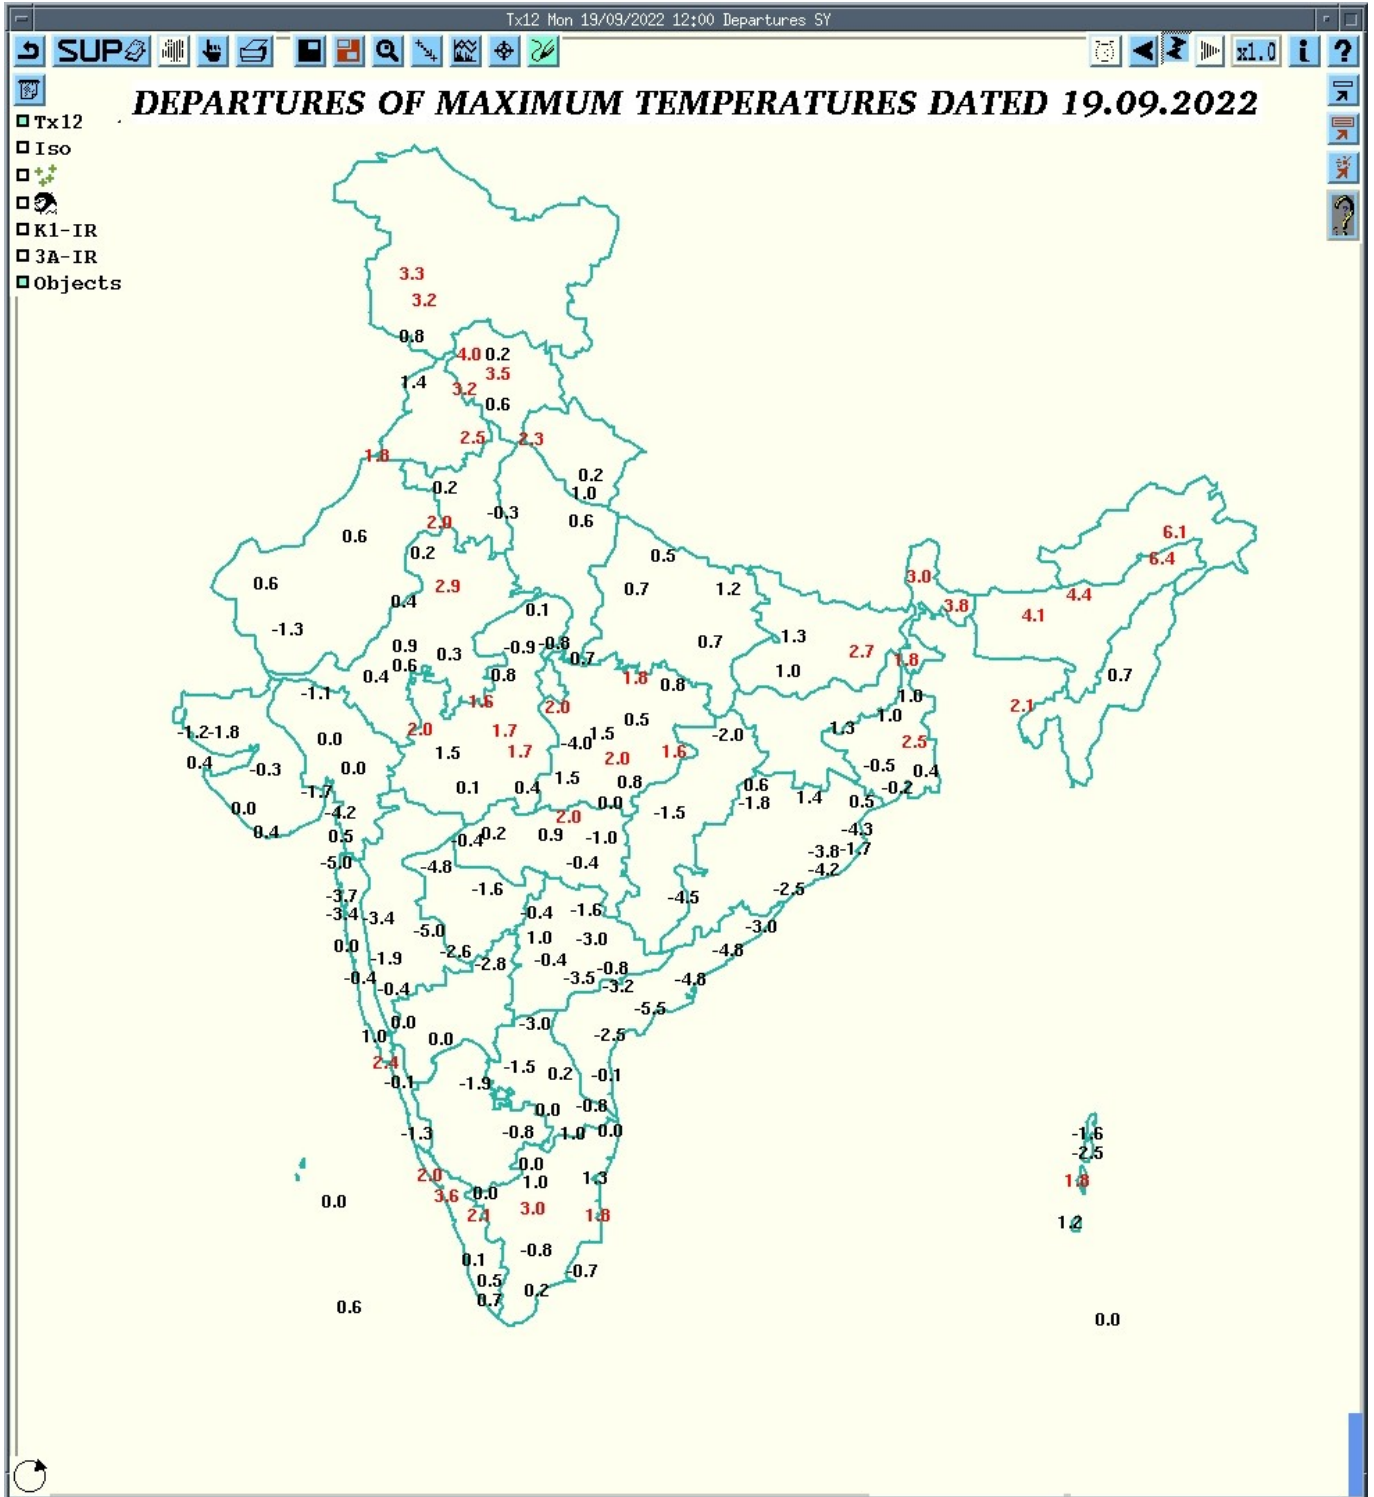 Tx12 Mon 19/09/2022 12:00 Departures SY
SUP
x1.0
i
?
DEPARTURES OF MAXIMUM TEMPERATURES DATED 19.09.2022
Tx12
Iso
K1-IR
3A-IR
Objects
3.3
3.2
0.8
4.0 0.2
3.5
1.4 3.2
0.6
2.5 2.3
1.8
0.2
0.2
1.0
2.0 -0.3 0.6
0.6
0.2 0.5
0.6 2.9 0.7 1.2
0.4 0.1
-1.3
6.1
6.4
3.0
3.8 4.4
4.1
0.9 0.3 -0.9 -0.8 0.7 1.3
0.6 0.7 2.7 1.8
0.4 0.8 1.8 0.8 1.0 0.7
-1.1 1.6 2.0 1.0 2.1
-1.2 -1.8 0.0 2.0 1.7 1.5 0.5 -2.0 1.3 1.0
1.5 1.7 -4.0 2.0 1.6 2.5
0.4 -0.3 0.0 1.5 0.8 -0.5 0.4
-1.7 0.1 0.4 0.6 -0.2
0.0 -4.2 0.0 -1.8 1.4 0.5
0.4 0.5 2.0 -1.5
-0.4 0.2 0.9 -1.0 -4.3
-5.0 -4.8 -0.4 -3.8 -1.7
-4.2
-3.7 -1.6 -4.5 -2.5
-3.4 -3.4 -0.4 -1.6
-5.0 -3.0
0.0 1.0 -3.0
-1.9 -2.6 -0.4 -4.8
-2.8 -0.8
-0.4 -3.5 -4.8
-0.4 -3.2
-5.5
0.0 -3.0
1.0 0.0 -2.5
2.4 -1.5
-0.1 -1.9 0.2 -0.1
0.0 -0.8
-1.3 -0.8 1.0 0.0 -1.6
-2.5
0.0
2.0 1.0 1.3 1.8
0.0 3.6 0.0
2.1 3.0 1.8 1.2
-0.8
0.1 -0.7
0.5 0.2
0.6 0.7
0.0